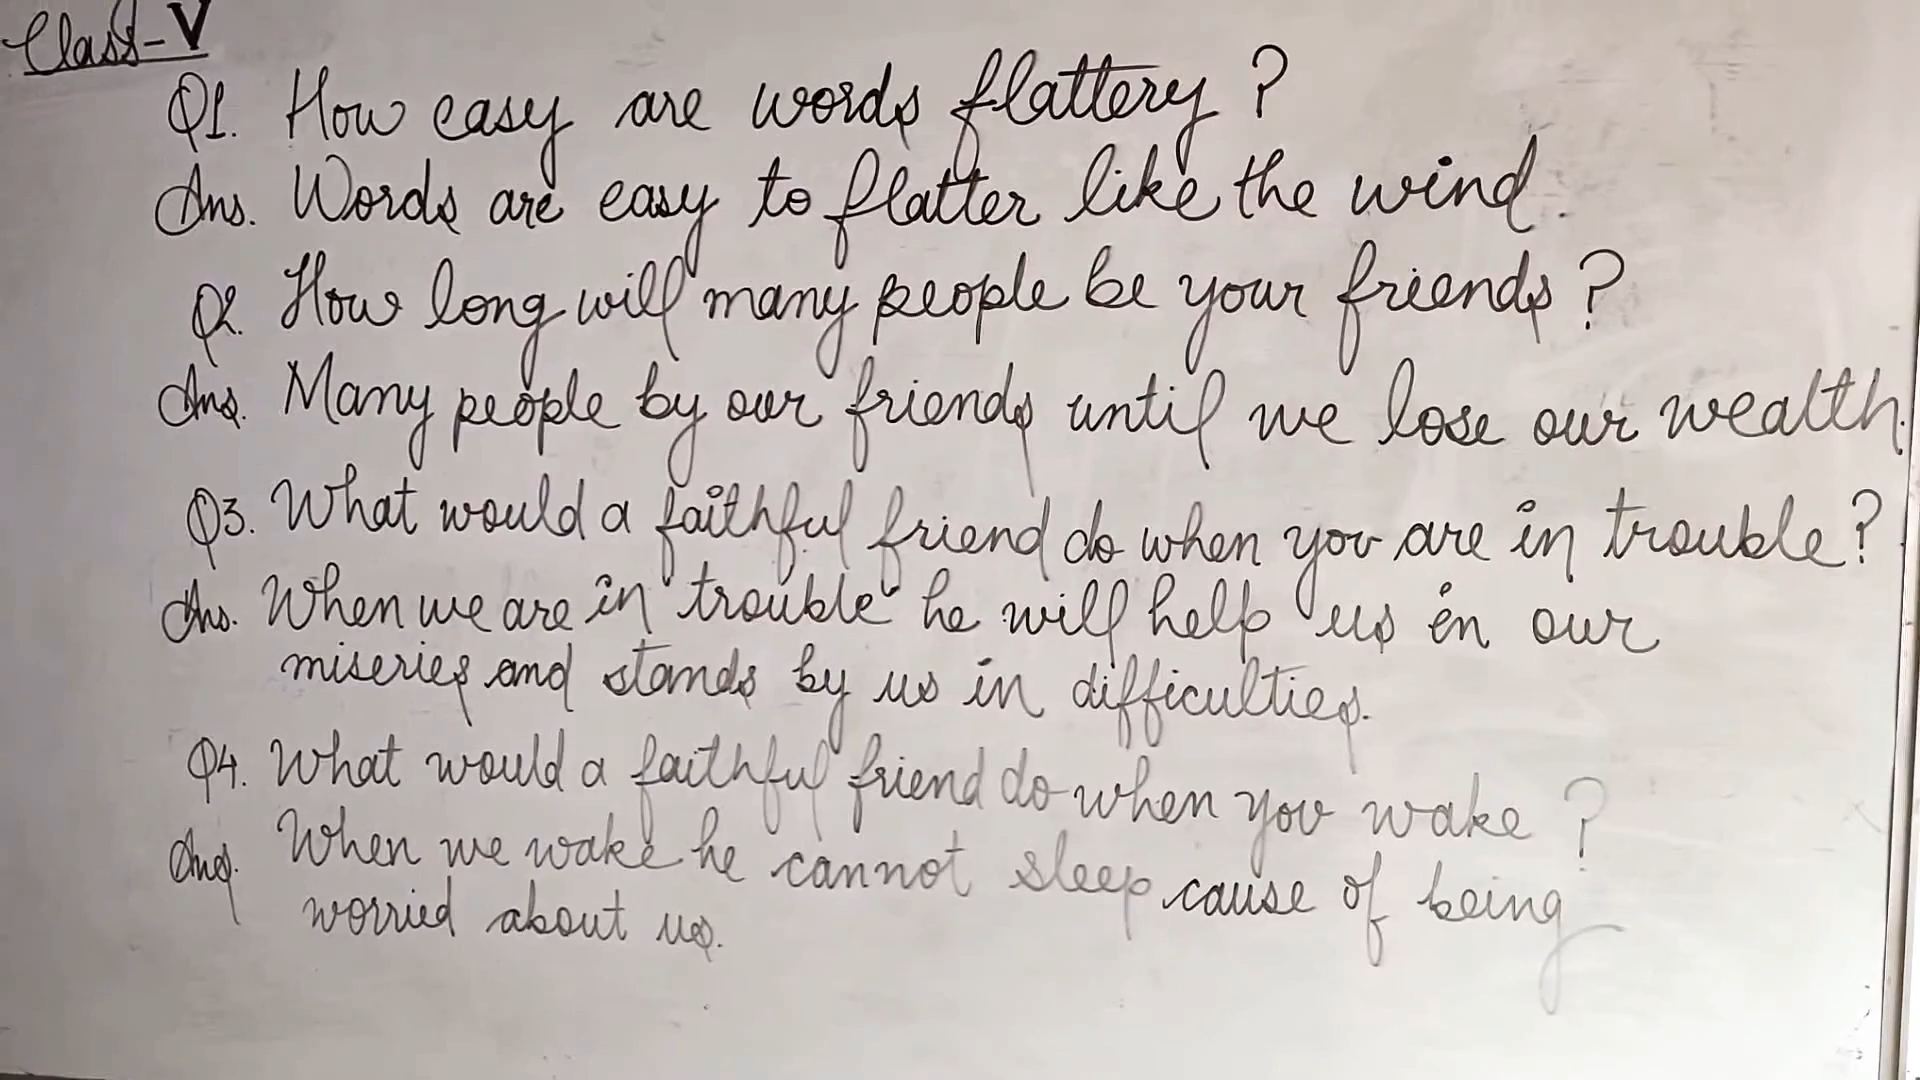 Class-V
Q1. How easy are words flattery?
Ans. Words are easy to flatter like the wind.
Q2. How long will many people be your friends?
Ans. Many people by our friends until we lose our wealth.
Q3. What would a faithful friend do when you are in trouble?
Ans. When we are in trouble he will help us in our
miseries and stands by us in difficulties.
Q4. What would a faithful friend do when you wake?
Ans. When we wake he cannot sleep cause of being
worried about us.